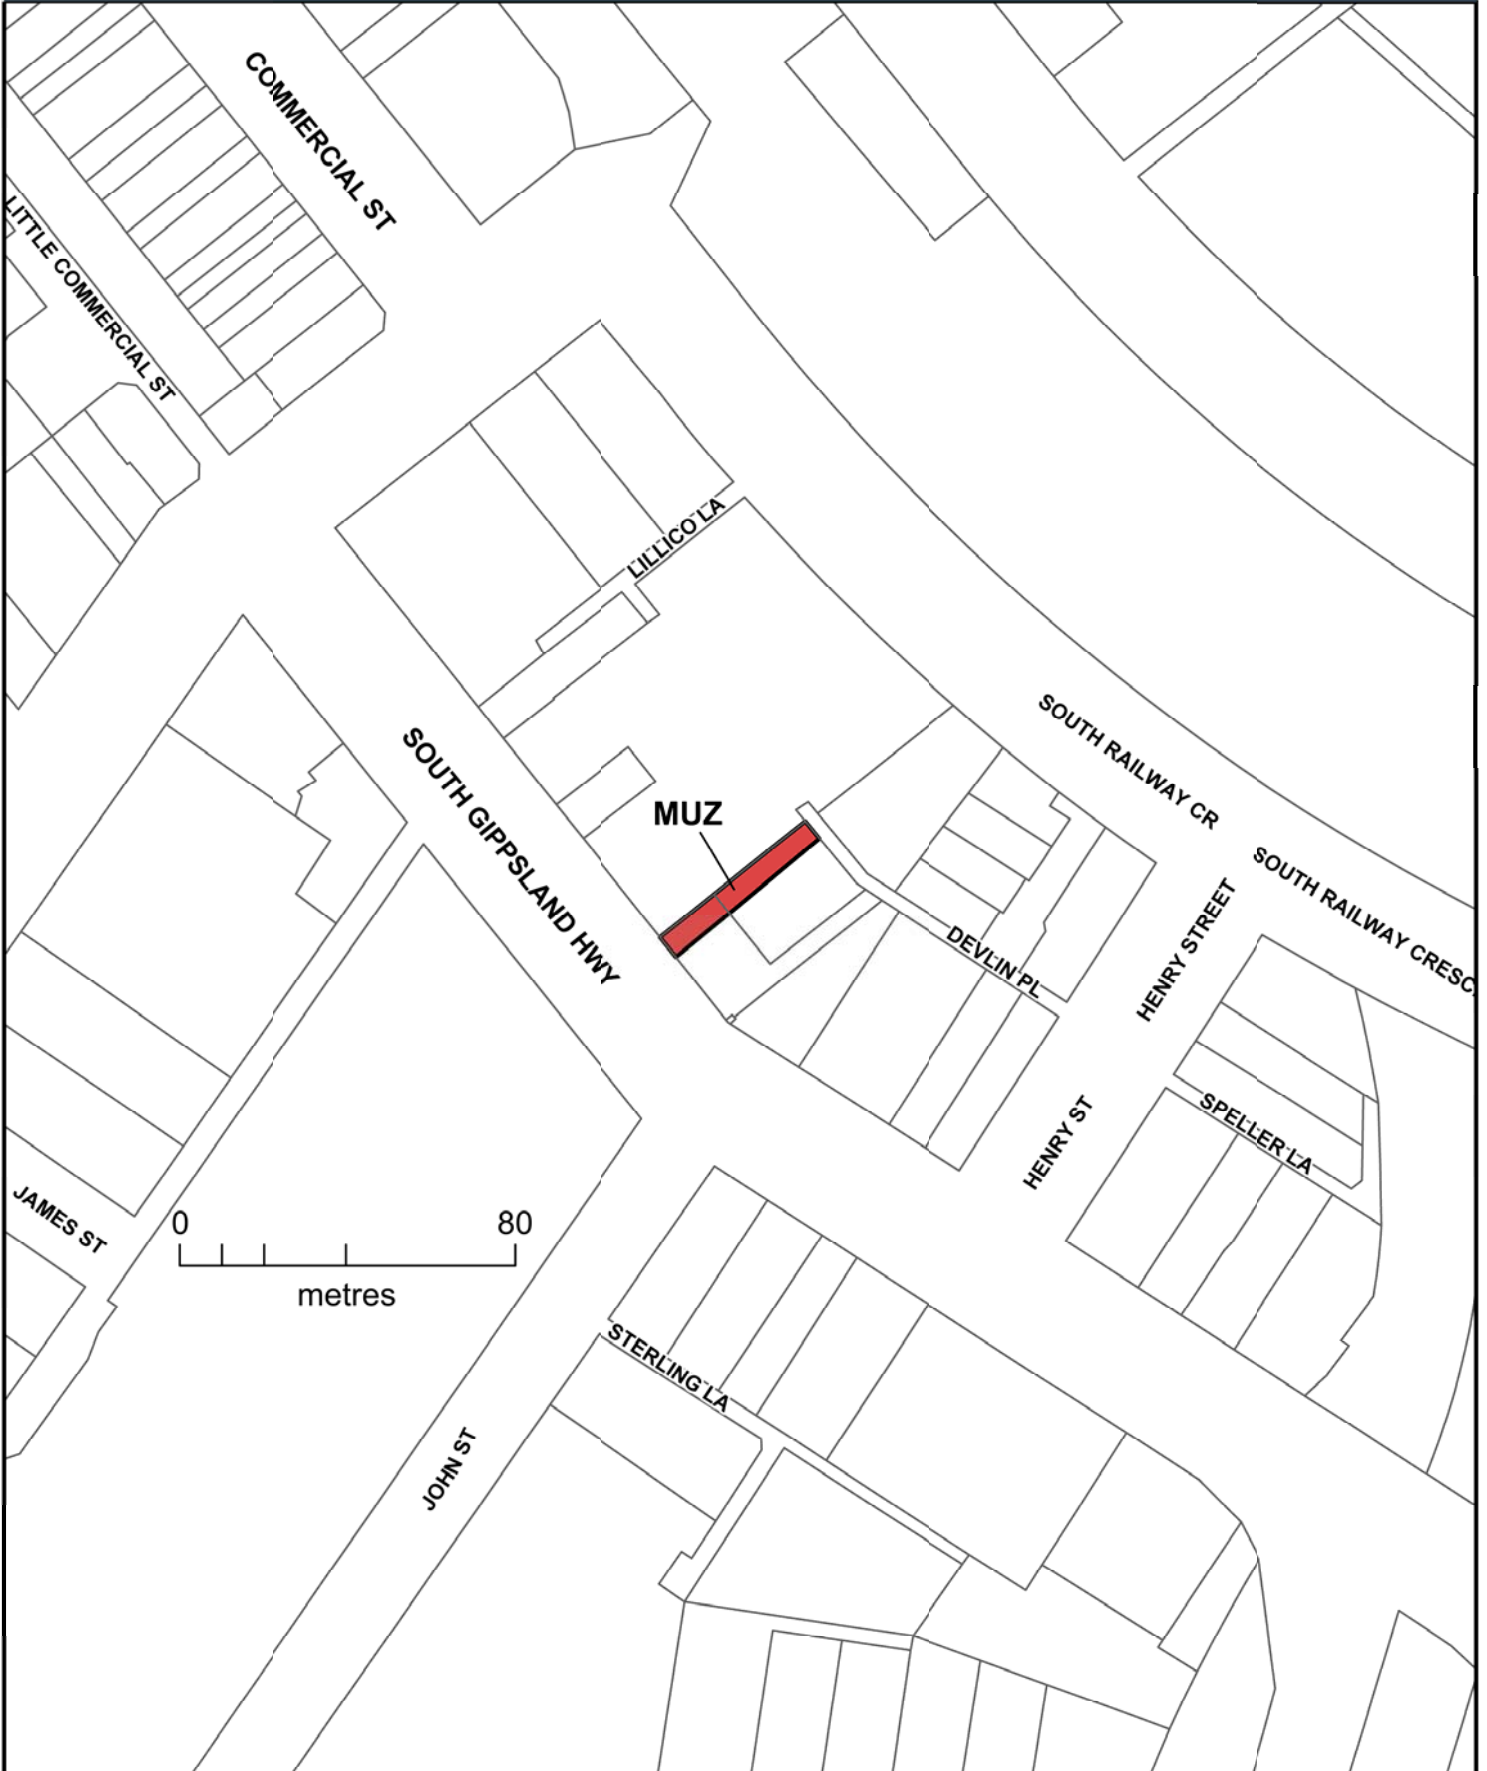 COMMERCIAL ST
LITTLE COMMERCIAL ST
LILLICO LA
SOUTH RAILWAY CR
SOUTH GIPPSLAND HWY
MUZ
SOUTH RAILWAY CRESC
HENRY STREET
DEVLIN PL
HENRY ST
SPELLER LA
JAMES ST
0 80
metres
STERLING LA
JOHN ST